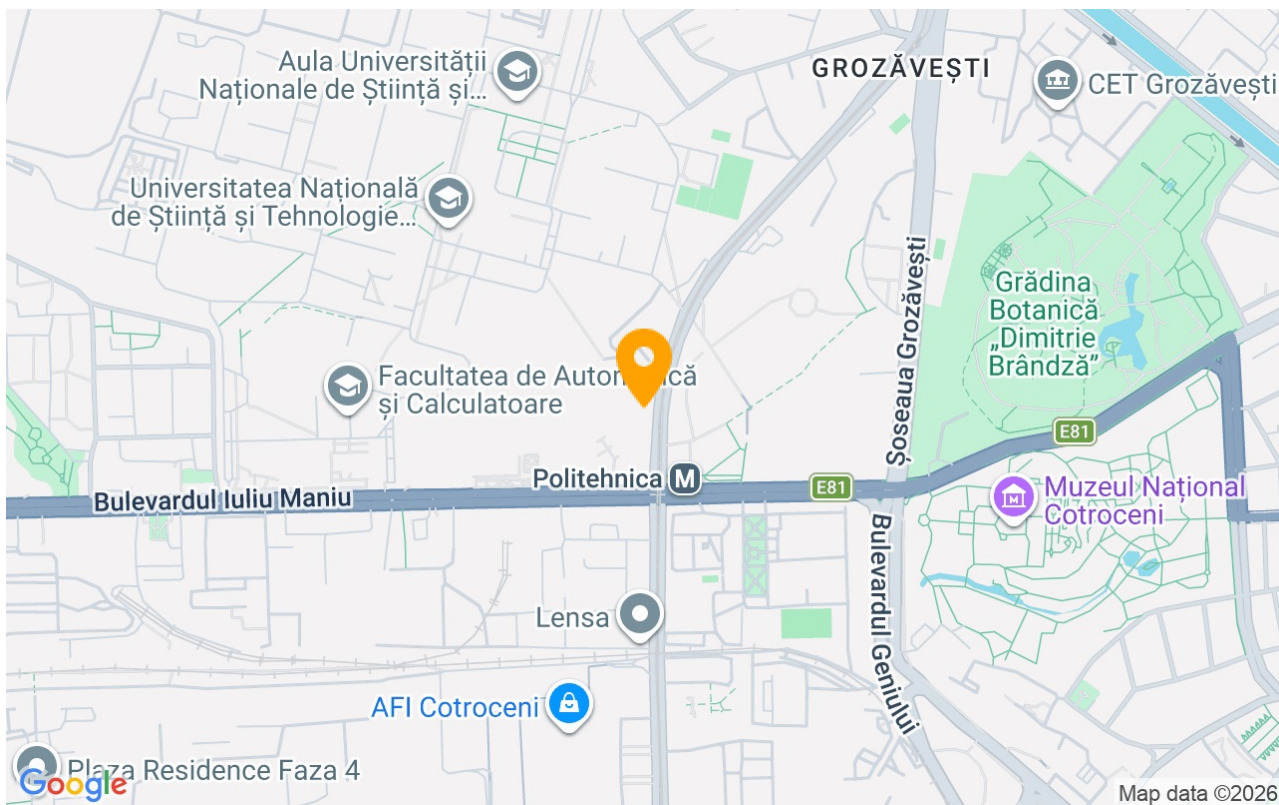 Aula Universității
Naționale de Știință și...
GROZĂVEȘTI
CET Grozăvești
Universitatea Națională
de Știință și Tehnologie...
Șoseaua Grozăvești
Grădina
Botanică
„Dimitrie
Brândză”
Facultatea de Automatică
și Calculatoare
E81
Politehnica M
E81
Bulevardul Iuliu Maniu
Muzeul Național
Cotroceni
Bulevardul Geniului
Lensa
AFI Cotroceni
Plaza Residence Faza 4
Google
Map data ©2026